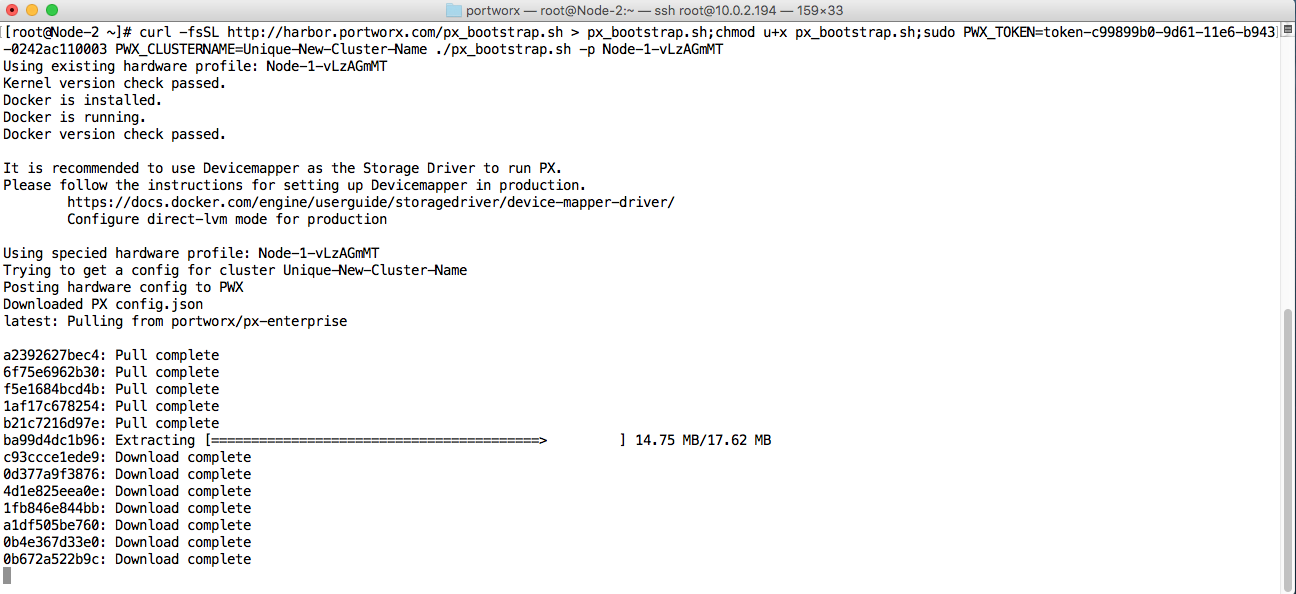 portworx — root@Node-2:~ — ssh root@10.0.2.194 — 159×33
[[root@Node-2 ~]# curl -fsSL http://harbor.portworx.com/px_bootstrap.sh > px_bootstrap.sh;chmod u+x px_bootstrap.sh;sudo PWX_TOKEN=token-c99899b0-9d61-11e6-b943]
-0242ac110003 PWX_CLUSTERNAME=Unique-New-Cluster-Name ./px_bootstrap.sh -p Node-1-vLzAGmMT
Using existing hardware profile: Node-1-vLzAGmMT
Kernel version check passed.
Docker is installed.
Docker is running.
Docker version check passed.
It is recommended to use Devicemapper as the Storage Driver to run PX.
Please follow the instructions for setting up Devicemapper in production.
https://docs.docker.com/engine/userguide/storagedriver/device-mapper-driver/
Configure direct-lvm mode for production
Using specied hardware profile: Node-1-vLzAGmMT
Trying to get a config for cluster Unique-New-Cluster-Name
Posting hardware config to PWX
Downloaded PX config.json
latest: Pulling from portworx/px-enterprise
a2392627bec4: Pull complete
6f75e6962b30: Pull complete
f5e1684bcd4b: Pull complete
1af17c678254: Pull complete
b21c7216d97e: Pull complete
ba99d4dc1b96: Extracting [=========================================>         ] 14.75 MB/17.62 MB
c93ccce1ede9: Download complete
0d377a9f3876: Download complete
4d1e825eea0e: Download complete
1fb846e844bb: Download complete
a1df505be760: Download complete
0b4e367d33e0: Download complete
0b672a522b9c: Download complete